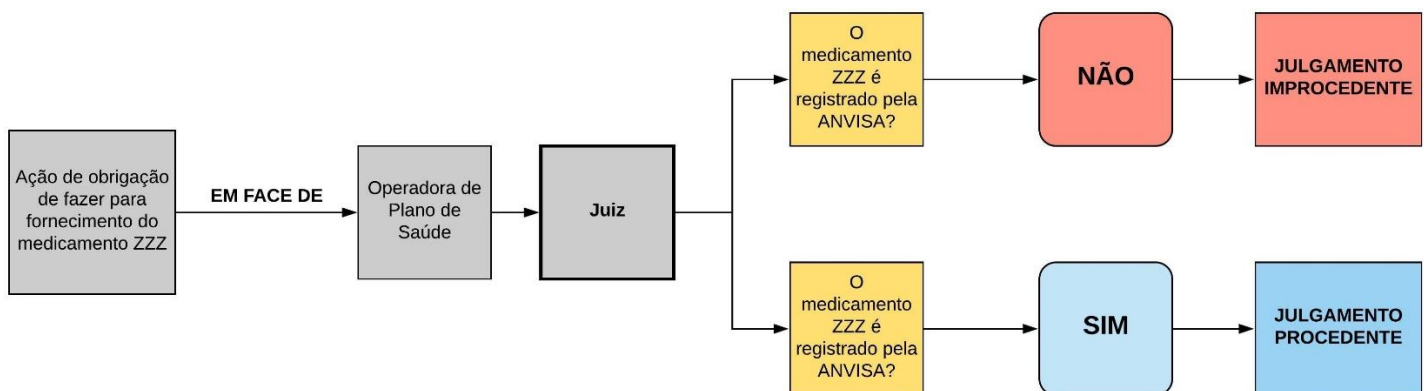 Ação de obrigação
de fazer para
fornecimento do
medicamento ZZZ
EM FACE DE
Operadora de
Plano de
Saúde
Juiz
O
medicamento
ZZZ é
registrado pela
ANVISA?
NÃO
JULGAMENTO
IMPROCEDENTE
O
medicamento
ZZZ é
registrado pela
ANVISA?
SIM
JULGAMENTO
PROCEDENTE